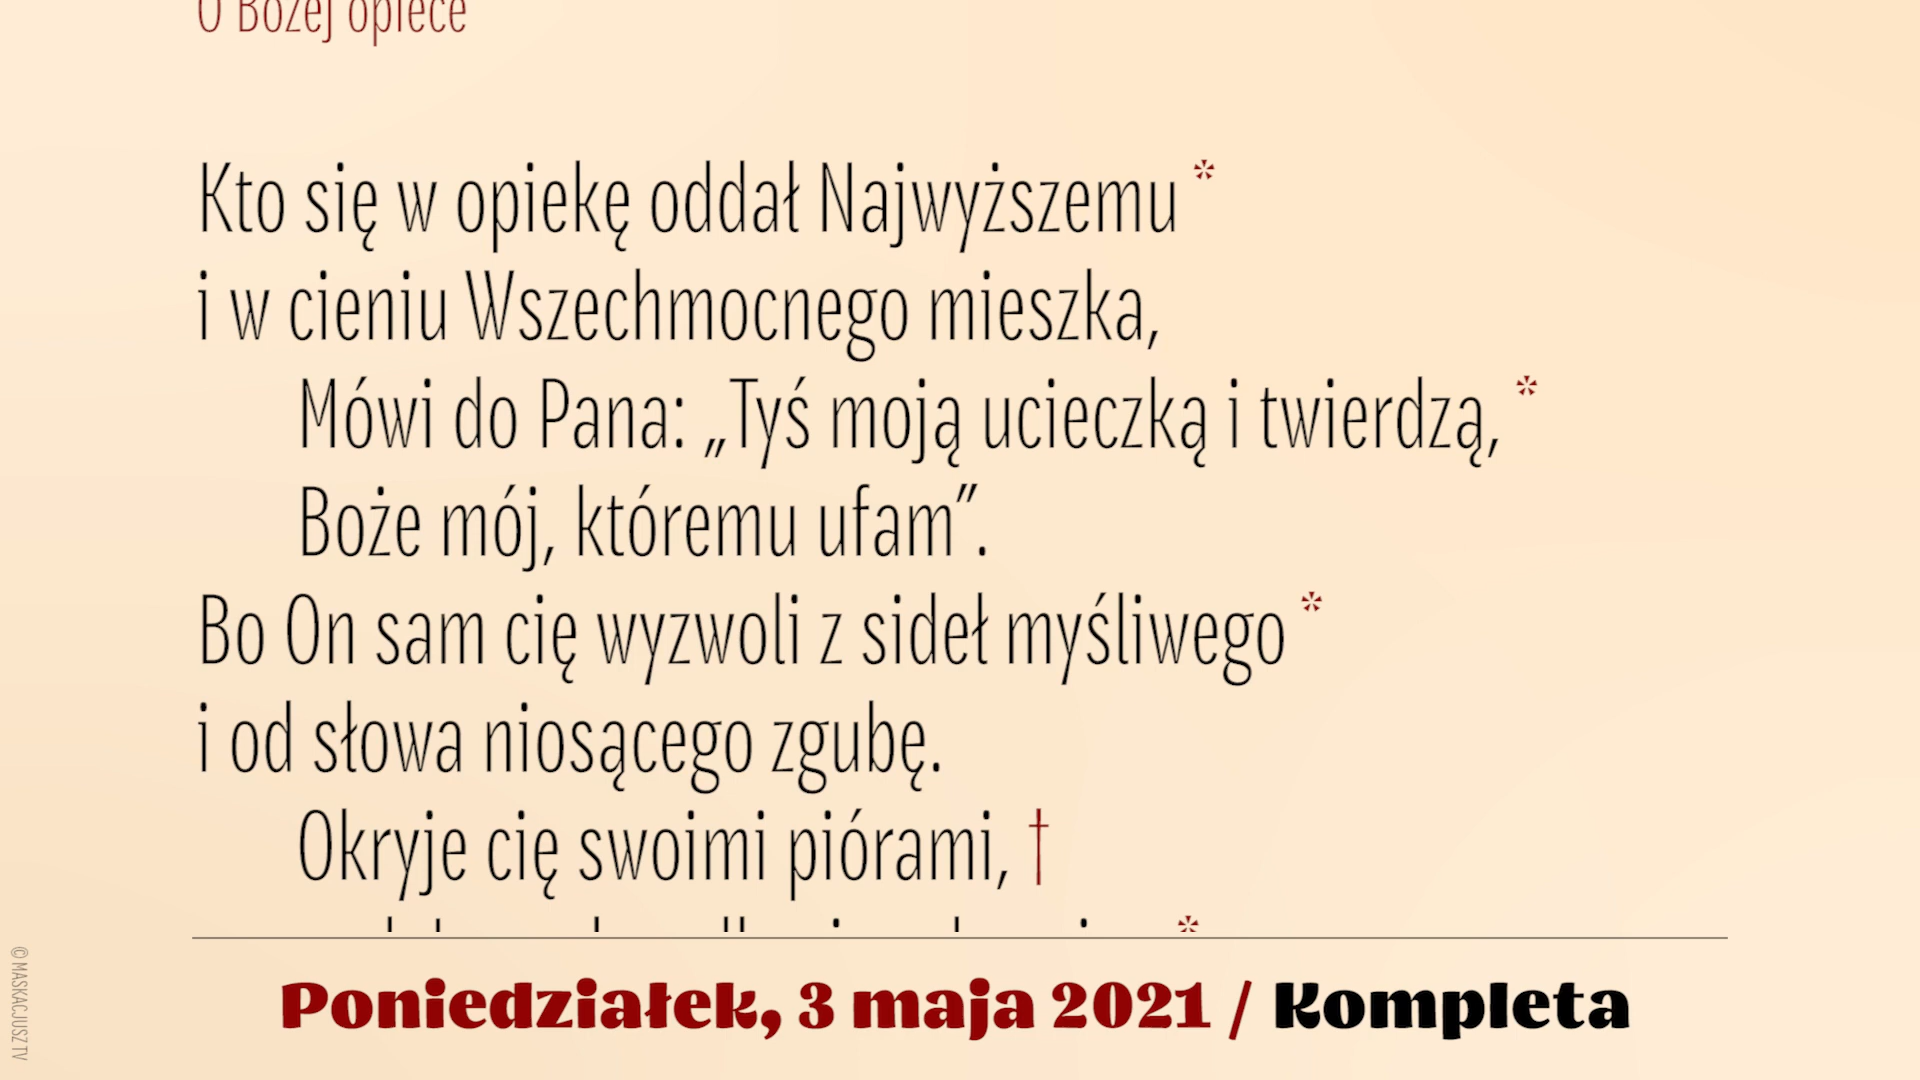 O Bożej opiece
Kto się w opiekę oddał Najwyższemu *
i w cieniu Wszechmocnego mieszka,
Mówi do Pana: „Tyś moją ucieczką i twierdzą, *
Boże mój, któremu ufam”.
Bo On sam cię wyzwoli z sideł myśliwego *
i od słowa niosącego zgubę.
Okryje cię swoimi piórami, †
*
Poniedziałek, 3 maja 2021 / Kompleta
© MASKACJUSZ TV